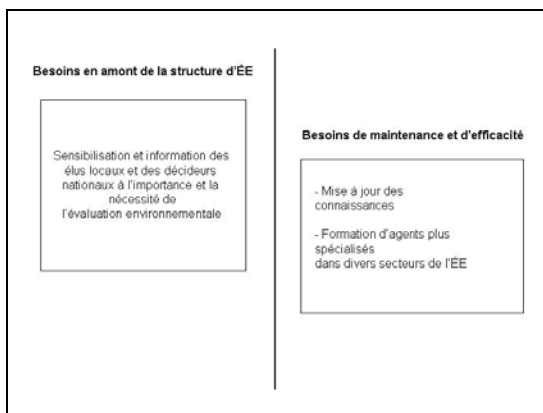 Besoins en amont de la structure d'ÉE
Sensibilisation et information des
élus locaux et des décideurs
nationaux à l'importance et la
nécessité de
l'évaluation environnementale
Besoins de maintenance et d'efficacité
- Mise à jour des
connaissances
- Formation d'agents plus
spécialisés
dans divers secteurs de l'ÉE